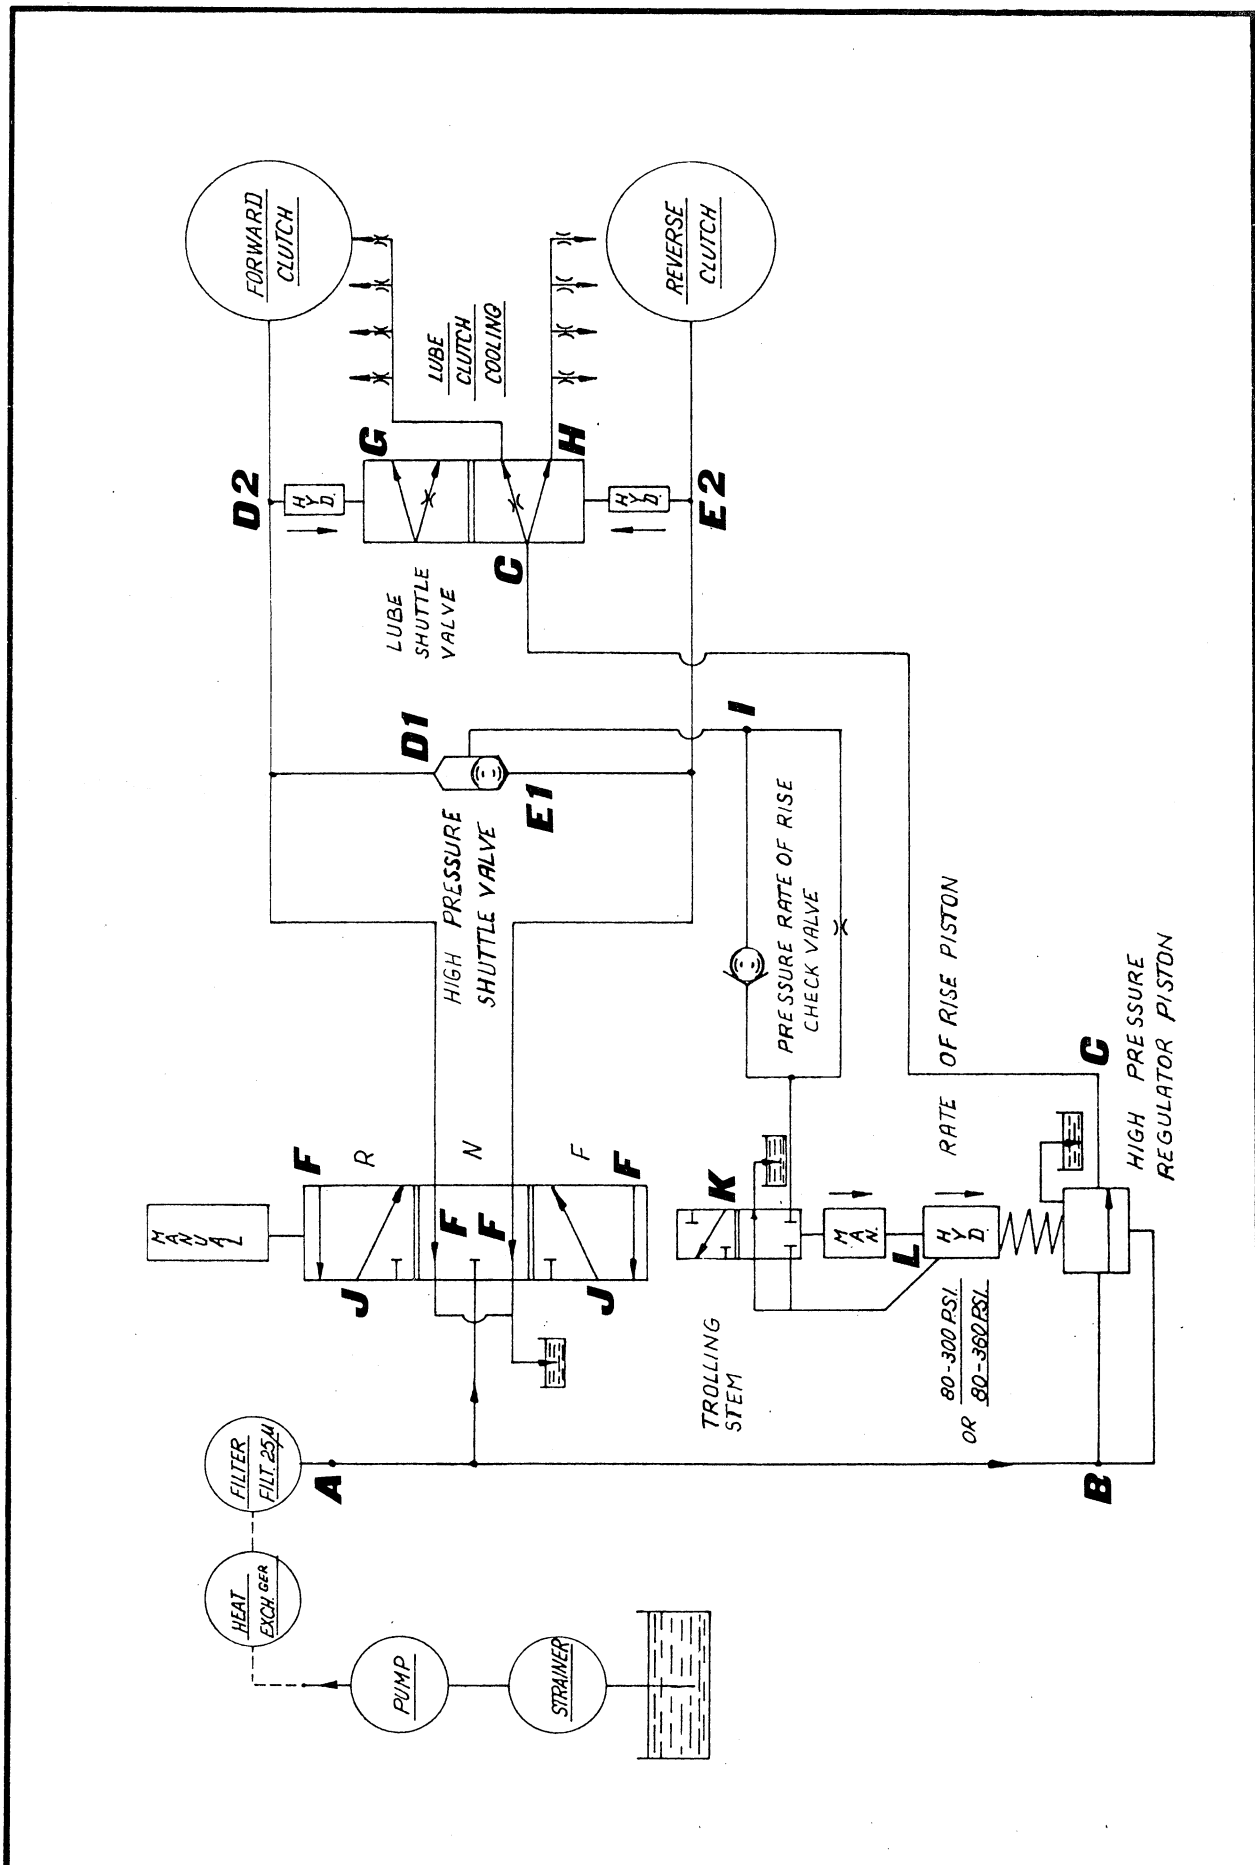 FORWARD
CLUTCH
REVERSE
CLUTCH
LUBE
CLUTCH
COOLING
D2
HYD.
G
H
HYD.
E2
C
LUBE
SHUTTLE
VALVE
D1
E1
I
HIGH PRESSURE
SHUTTLE VALVE
PRESSURE RATE OF RISE
CHECK VALVE
RATE OF RISE PISTON
C
HIGH PRESSURE
REGULATOR PISTON
MANUAL
F
R
N
F
F
F
F
J
J
K
MAN.
L
HYD.
TROLLING
STEM
80-300 PSI.
OR 80-360 PSI.
FILTER
FILT. 25μ
A
B
HEAT
EXCH.GER
PUMP
STRAINER